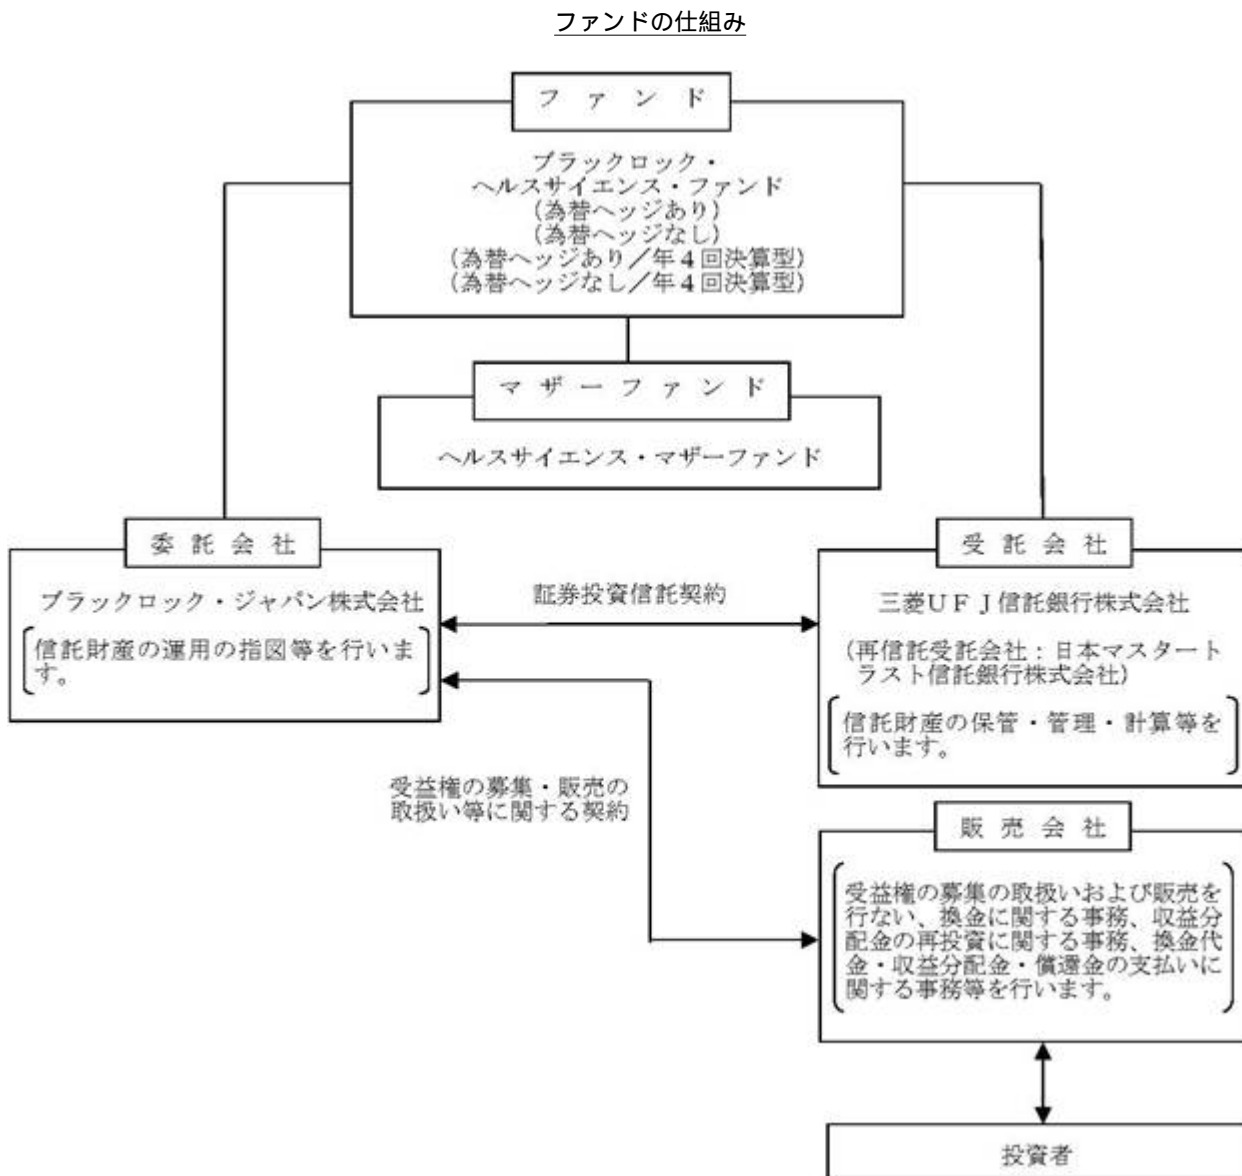 ファンドの仕組み
ファンド
ブラックロック・
ヘルスサイエンス・ファンド
(為替ヘッジあり)
(為替ヘッジなし)
(為替ヘッジあり/年4回決算型)
(為替ヘッジなし/年4回決算型)
マザーファンド
ヘルスサイエンス・マザーファンド
委託会社
ブラックロック・ジャパン株式会社
信託財産の運用の指図等を行いま
す。
証券投資信託契約
受託会社
三菱UFJ信託銀行株式会社
(再信託受託会社:日本マスタート
ラスト信託銀行株式会社)
信託財産の保管・管理・計算等を
行います。
受益権の募集・販売の
取扱い等に関する契約
販売会社
受益権の募集の取扱いおよび販売を
行ない、換金に関する事務、収益分
配金の再投資に関する事務、換金代
金・収益分配金・償還金の支払いに
関する事務等を行います。
投資者